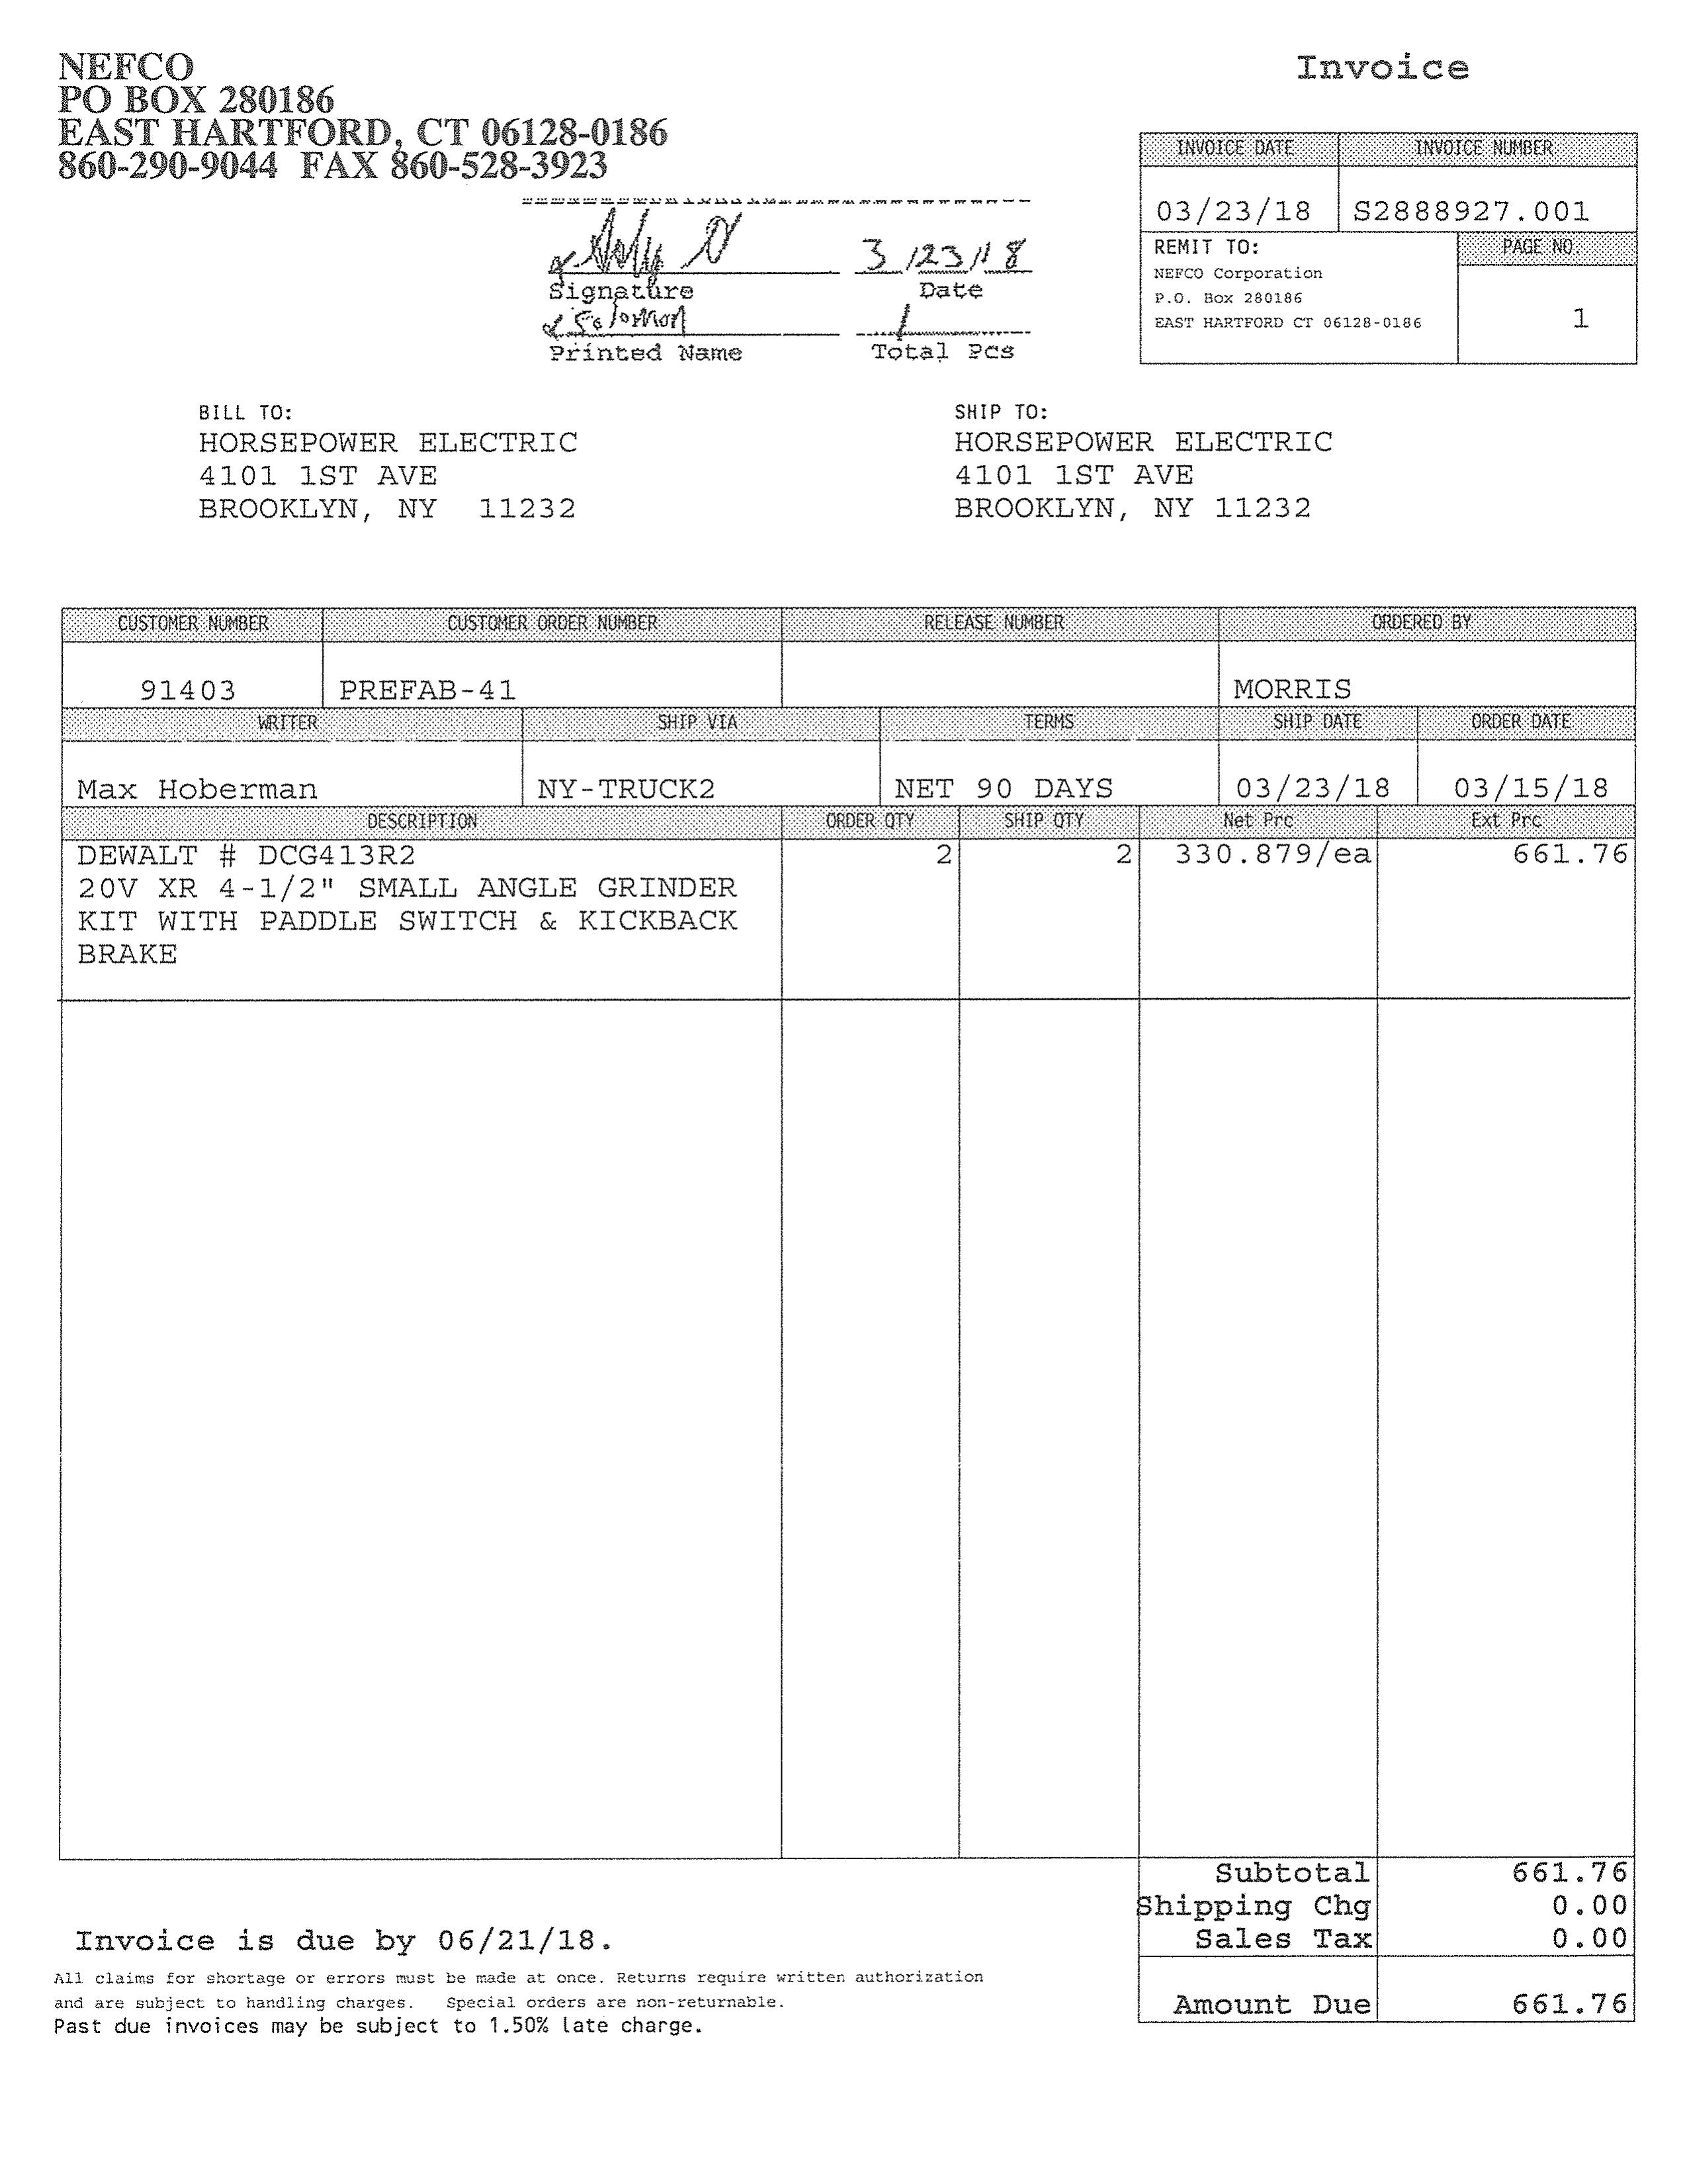 NEFCO
PO BOX 280186
EAST HARTFORD, CT 06128-0186
860-290-9044 FAX 860-528-3923
Invoice
INVOICE DATE INVOICE NUMBER
03/23/18 S2888927.001
REMIT TO: PAGE NO.
NEFCO Corporation
P.O. Box 280186
EAST HARTFORD CT 06128-0186
1
3/23/18
Signature Date
Solomon 1
Printed Name Total Pcs
BILL TO:
HORSEPOWER ELECTRIC
4101 1ST AVE
BROOKLYN, NY 11232
SHIP TO:
HORSEPOWER ELECTRIC
4101 1ST AVE
BROOKLYN, NY 11232
CUSTOMER NUMBER CUSTOMER ORDER NUMBER RELEASE NUMBER ORDERED BY
91403 PREFAB-41 MORRIS
WRITER SHIP VIA TERMS SHIP DATE ORDER DATE
Max Hoberman NY-TRUCK2 NET 90 DAYS 03/23/18 03/15/18
DESCRIPTION ORDER QTY SHIP QTY Net Prc Ext Prc
DEWALT # DCG413R2 2 2 330.879/ea 661.76
20V XR 4-1/2" SMALL ANGLE GRINDER
KIT WITH PADDLE SWITCH & KICKBACK
BRAKE
Subtotal 661.76
Shipping Chg 0.00
Sales Tax 0.00
Amount Due 661.76
Invoice is due by 06/21/18.
All claims for shortage or errors must be made at once. Returns require written authorization
and are subject to handling charges. Special orders are non-returnable.
Past due invoices may be subject to 1.50% late charge.